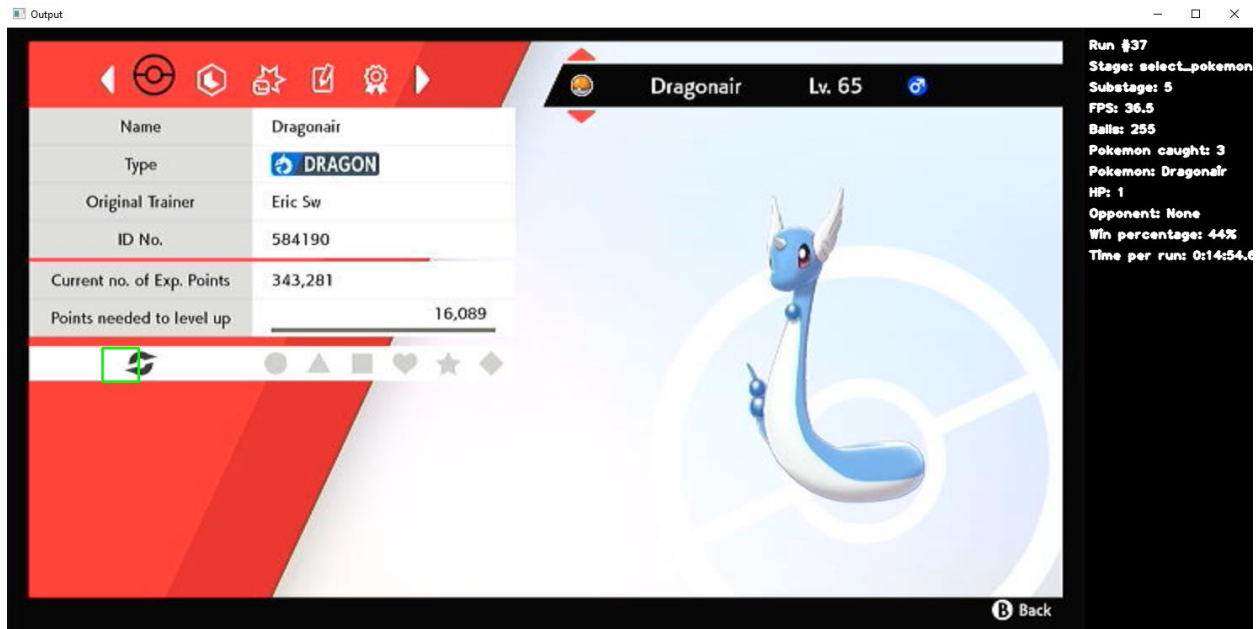 Output
Dragonair Lv. 65
Name Dragonair
Type DRAGON
Original Trainer Eric Sw
ID No. 584190
Current no. of Exp. Points 343,281
Points needed to level up 16,089
B Back
Run #37
Stage: select_pokemon
Substage: 5
FPS: 36.5
Balls: 255
Pokemon caught: 3
Pokemon: Dragonair
HP: 1
Opponent: None
Win percentage: 44%
Time per run: 0:14:54.6